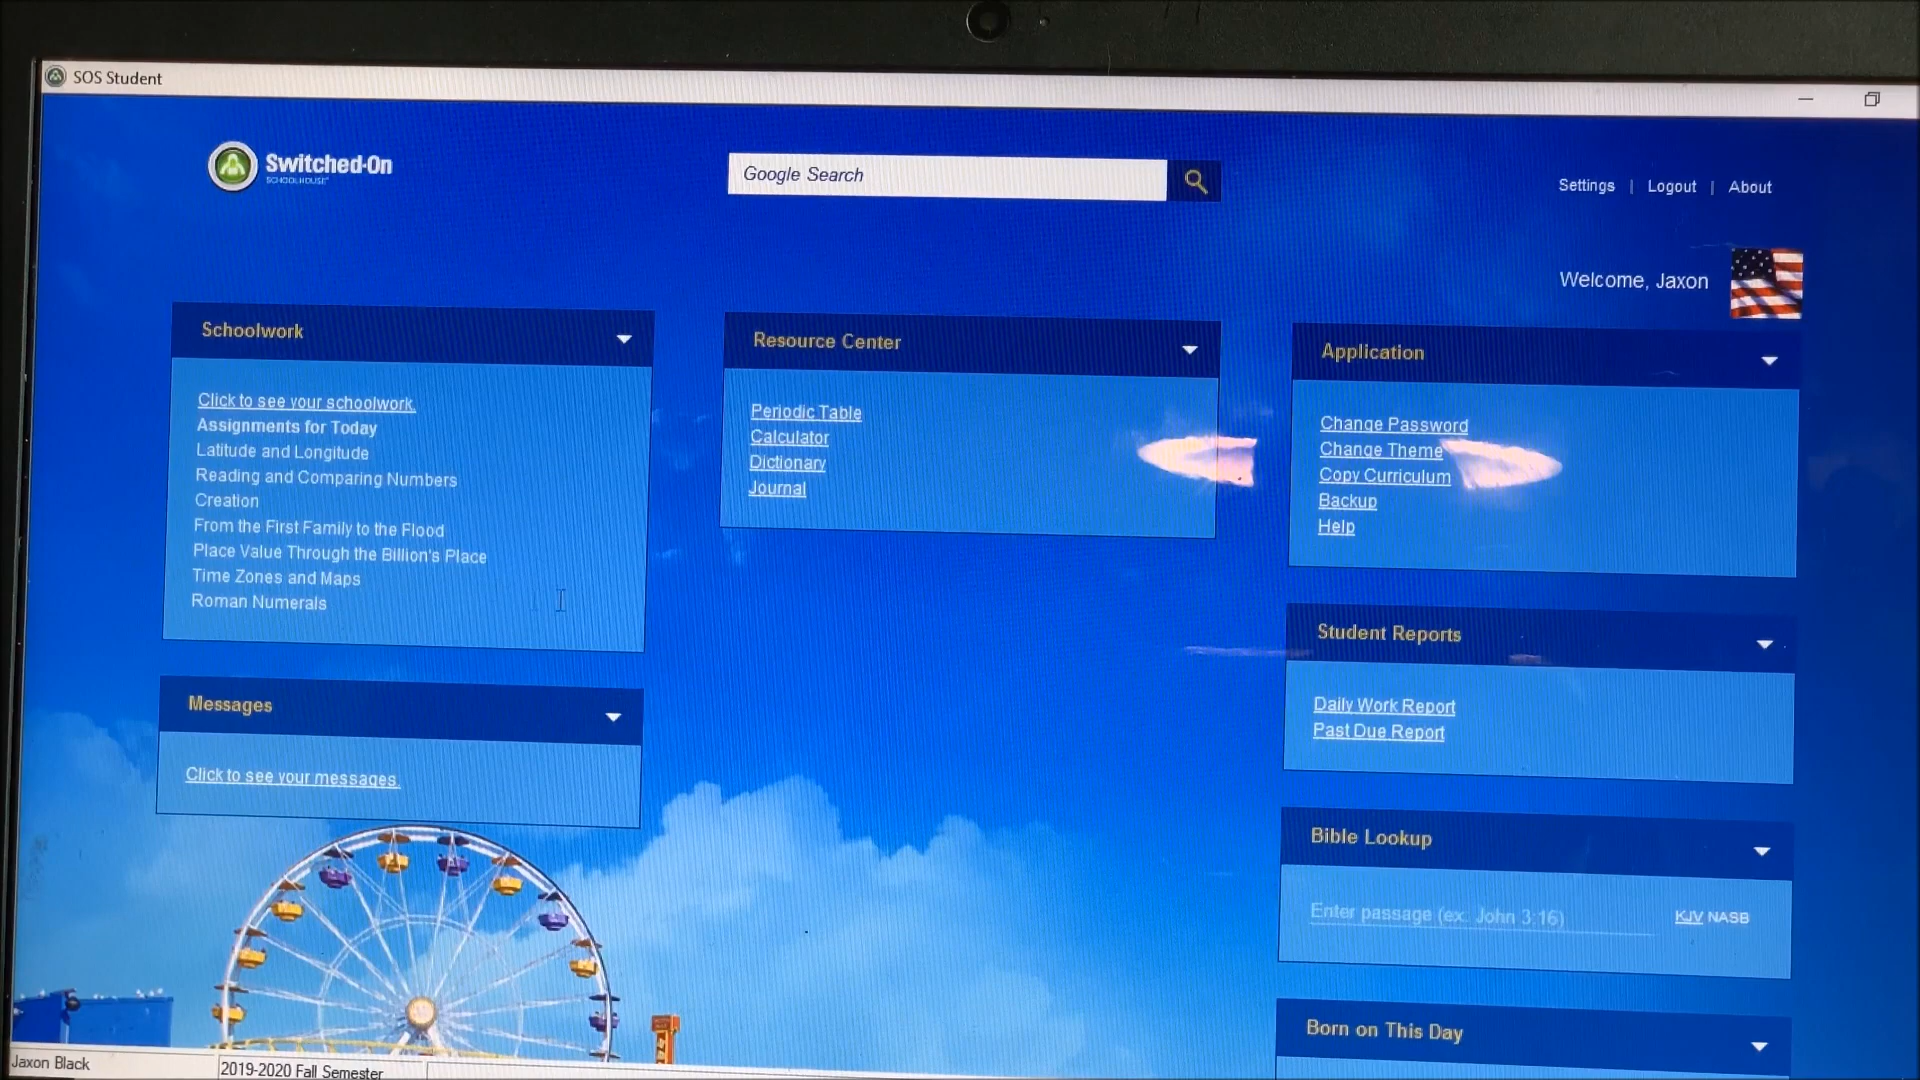 SOS Student
Switched-On
SCHOOLHOUSE
Google Search
Settings | Logout | About
Welcome, Jaxon
Schoolwork
Click to see your schoolwork.
Assignments for Today
Latitude and Longitude
Reading and Comparing Numbers
Creation
From the First Family to the Flood
Place Value Through the Billion's Place
Time Zones and Maps
Roman Numerals
Messages
Click to see your messages.
Resource Center
Periodic Table
Calculator
Dictionary
Journal
Application
Change Password
Change Theme
Copy Curriculum
Backup
Help
Student Reports
Daily Work Report
Past Due Report
Bible Lookup
Enter passage (ex. John 3:16)
KJV NASB
Born on This Day
Jaxon Black
2019-2020 Fall Semester